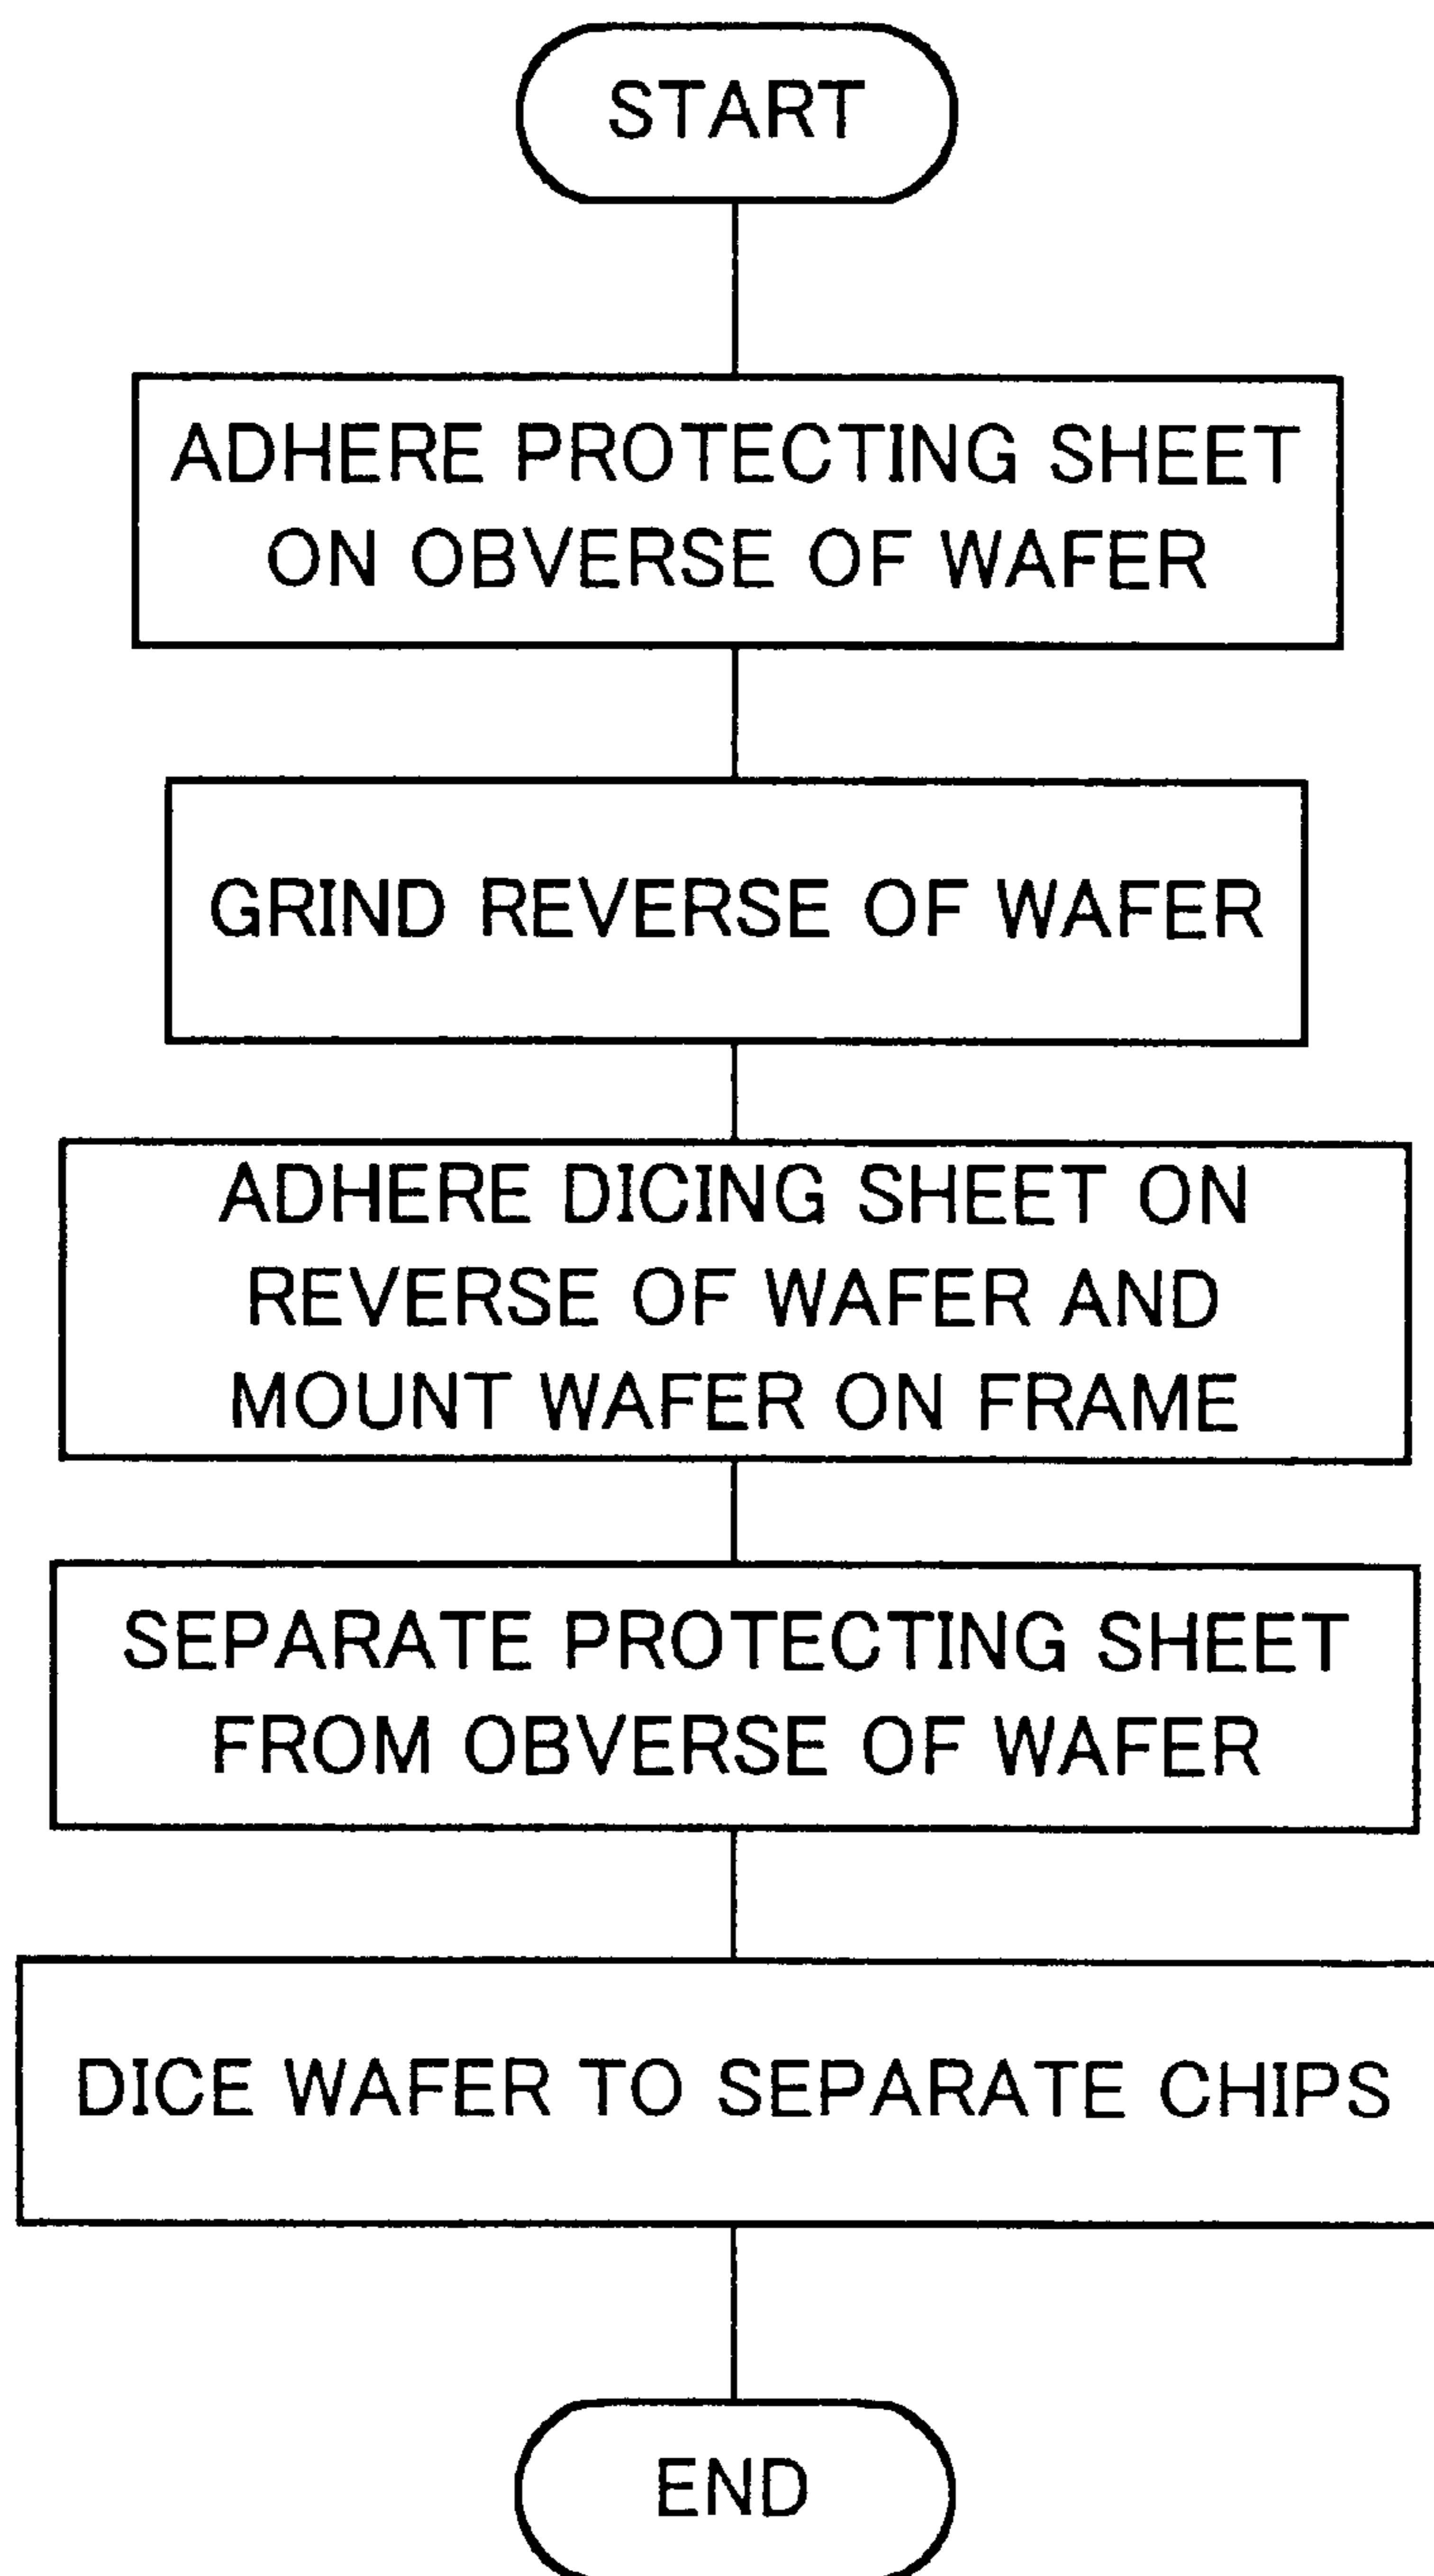 START
ADHERE PROTECTING SHEET
ON OBVERSE OF WAFER
GRIND REVERSE OF WAFER
ADHERE DICING SHEET ON
REVERSE OF WAFER AND
MOUNT WAFER ON FRAME
SEPARATE PROTECTING SHEET
FROM OBVERSE OF WAFER
DICE WAFER TO SEPARATE CHIPS
END